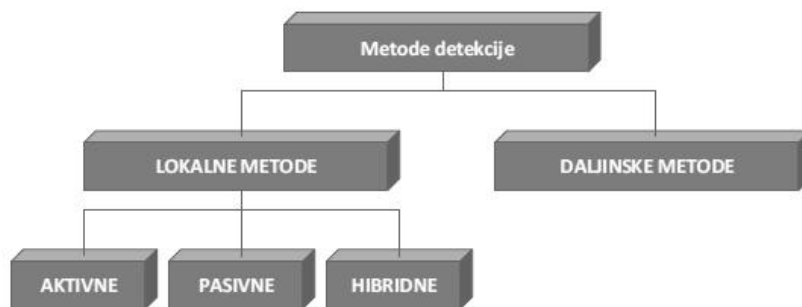 Metode detekcije
LOKALNE METODE
DALJINSKE METODE
AKTIVNE
PASIVNE
HIBRIDNE